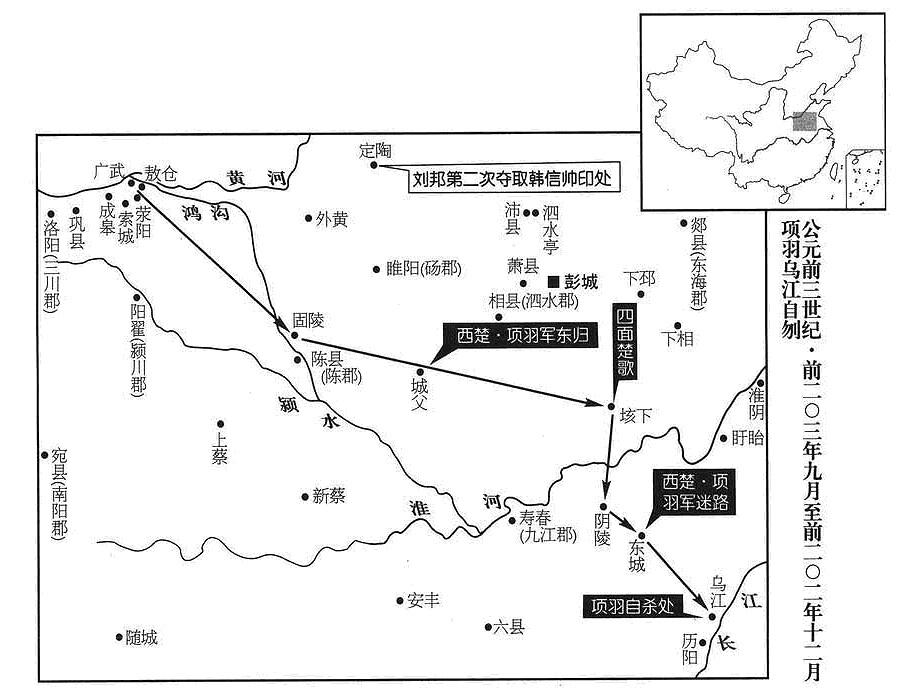 公元前三世纪·前二〇三年九月至前二〇二年十二月
项羽乌江自刎
定陶
刘邦第二次夺取韩信帅印处
广武
敖仓
黄河
鸿沟
成皋
索城
荥阳
洛阳(三川郡)
巩县
外黄
沛县
泗水亭
郯县(东海郡)
睢阳(砀郡)
萧县
彭城
相县(泗水郡)
下邳
下相
阳翟(颍川郡)
固陵
陈县
(陈郡)
西楚·项羽军东归
四面楚歌
城父
垓下
淮阴
盱眙
颍水
上蔡
宛县(南阳郡)
新蔡
淮河
寿春
(九江郡)
阴陵
西楚·项
羽军迷路
东城
安丰
六县
随城
项羽自杀处
乌江
历阳
长江